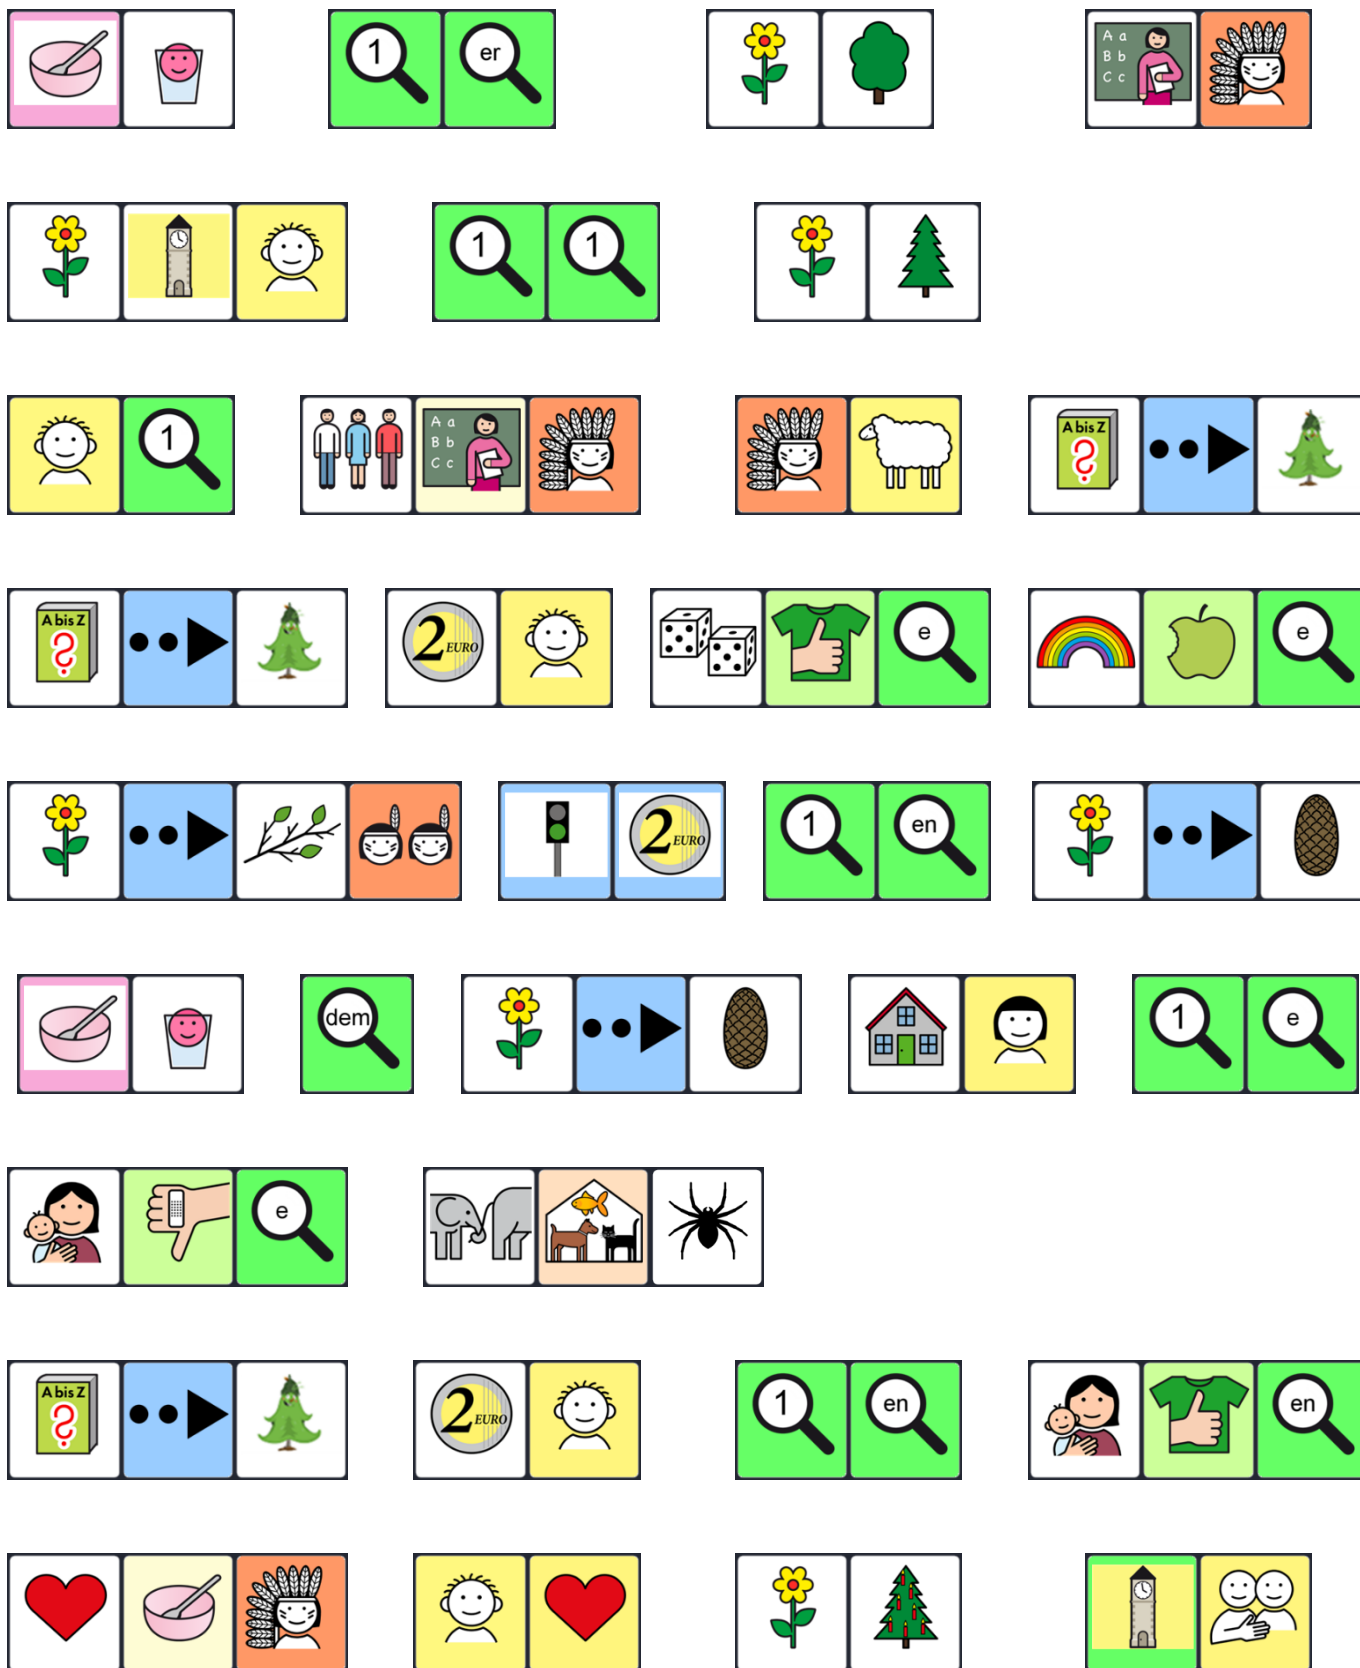 1 er A a B b C c
1 1
1 A a B b C c A bis Z ?
A bis Z ? 2 EURO e e
2 EURO 1 en
dem 1 e
e
A bis Z ? 2 EURO 1 en en